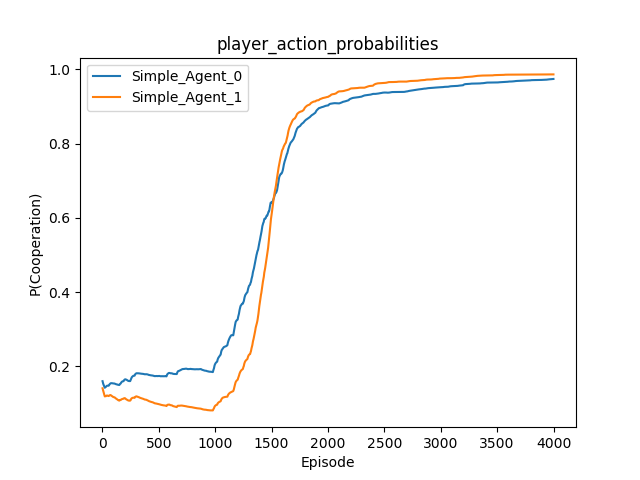 player_action_probabilities
Simple_Agent_0
Simple_Agent_1
P(Cooperation)
1.0
0.8
0.6
0.4
0.2
0 500 1000 1500 2000 2500 3000 3500 4000
Episode